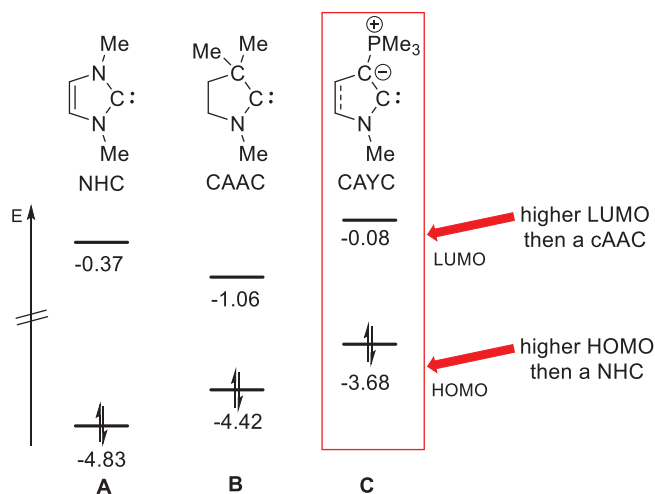 Me
N
C:
N
Me
NHC
Me Me
C
C:
N
Me
CAAC
⊕
PMe3
C⊖
C:
N
Me
CAYC
E
-0.37
-1.06
-0.08
LUMO
higher LUMO
then a cAAC
-4.83
-4.42
-3.68
HOMO
higher HOMO
then a NHC
A
B
C